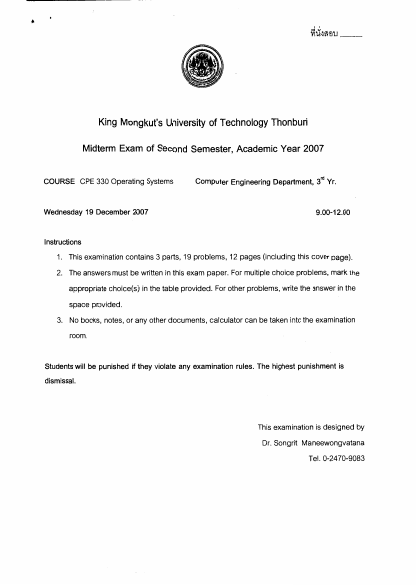 ที่นั่งสอบ _____
King Mongkut's University of Technology Thonburi
Midterm Exam of Second Semester, Academic Year 2007
COURSE CPE 330 Operating Systems Computer Engineering Department, 3rd Yr.
Wednesday 19 December 2007 9.00-12.00
Instructions
1. This examination contains 3 parts, 19 problems, 12 pages (including this cover page).
2. The answers must be written in this exam paper. For multiple choice problems, mark the
appropriate choice(s) in the table provided. For other problems, write the answer in the
space provided.
3. No books, notes, or any other documents, calculator can be taken into the examination
room.
Students will be punished if they violate any examination rules. The highest punishment is
dismissal.
This examination is designed by
Dr. Songrit Maneewongvatana
Tel. 0-2470-9083